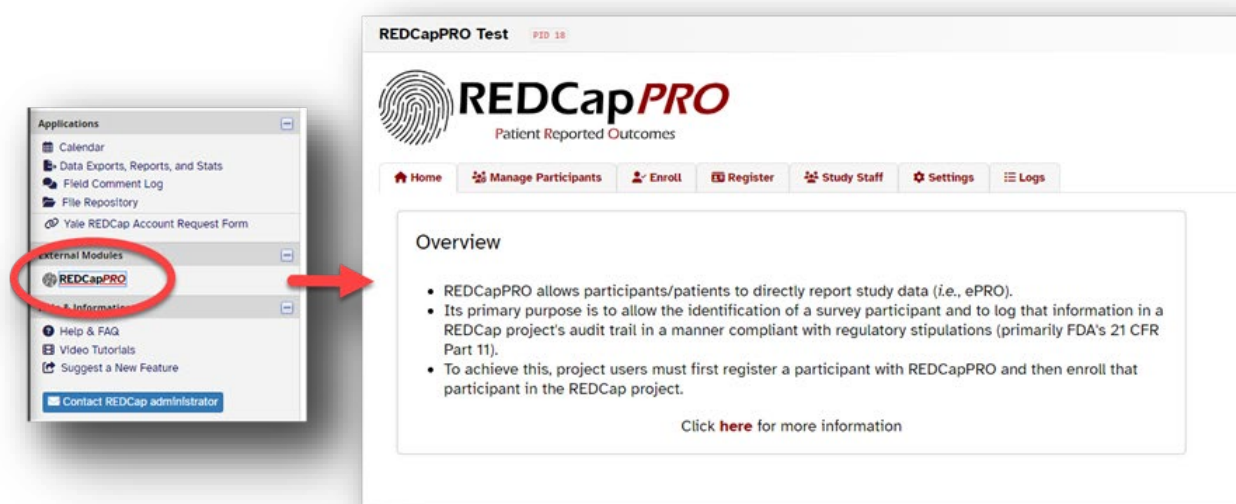 Applications
Calendar
Data Exports, Reports, and Stats
Field Comment Log
File Repository
Yale REDCap Account Request Form
External Modules
REDCapPRO
& Information
Help & FAQ
Video Tutorials
Suggest a New Feature
Contact REDCap administrator
REDCapPRO Test PID 18
REDCapPRO
Patient Reported Outcomes
Home Manage Participants Enroll Register Study Staff Settings Logs
Overview
• REDCapPRO allows participants/patients to directly report study data (i.e., ePRO).
• Its primary purpose is to allow the identification of a survey participant and to log that information in a
REDCap project's audit trail in a manner compliant with regulatory stipulations (primarily FDA's 21 CFR
Part 11).
• To achieve this, project users must first register a participant with REDCapPRO and then enroll that
participant in the REDCap project.
Click here for more information